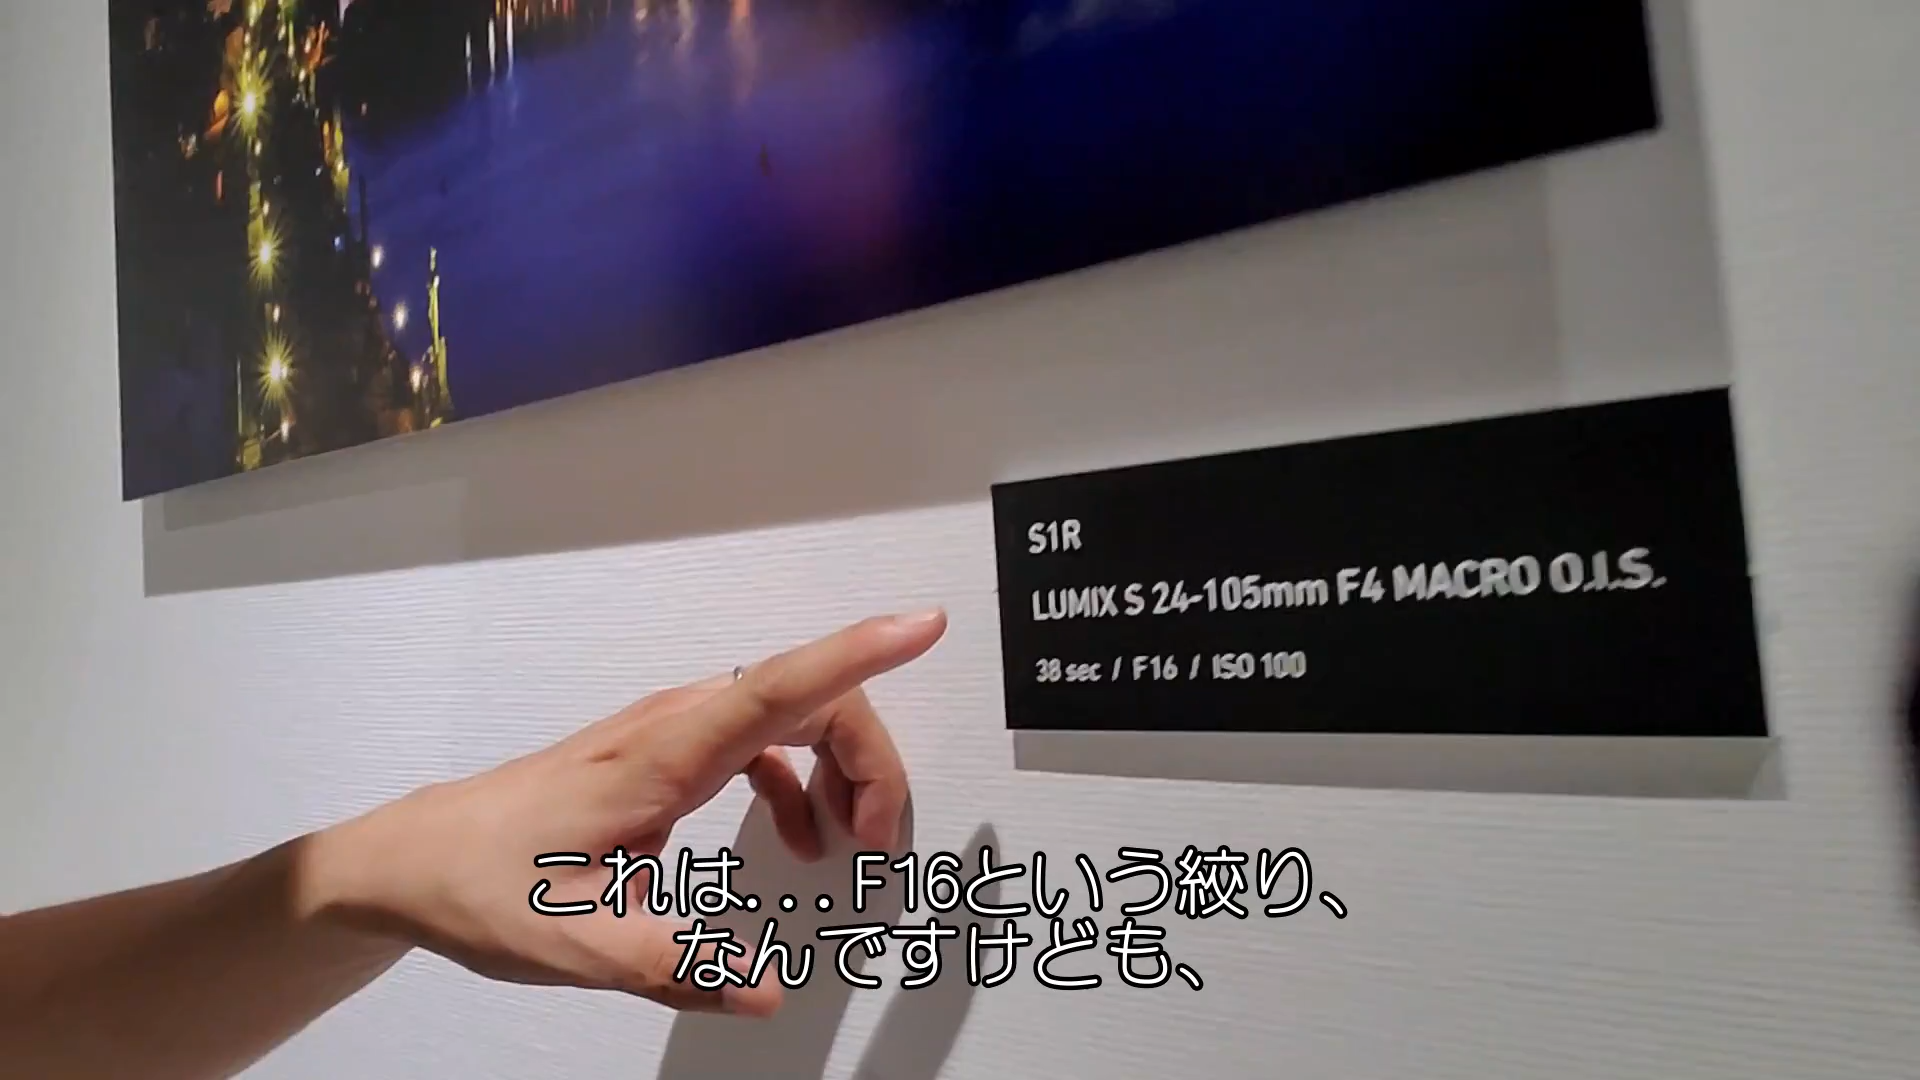 S1R
LUMIX S 24-105mm F4 MACRO O.I.S.
38 sec / F16 / ISO 100
これは...F16という絞り、
なんですけども、